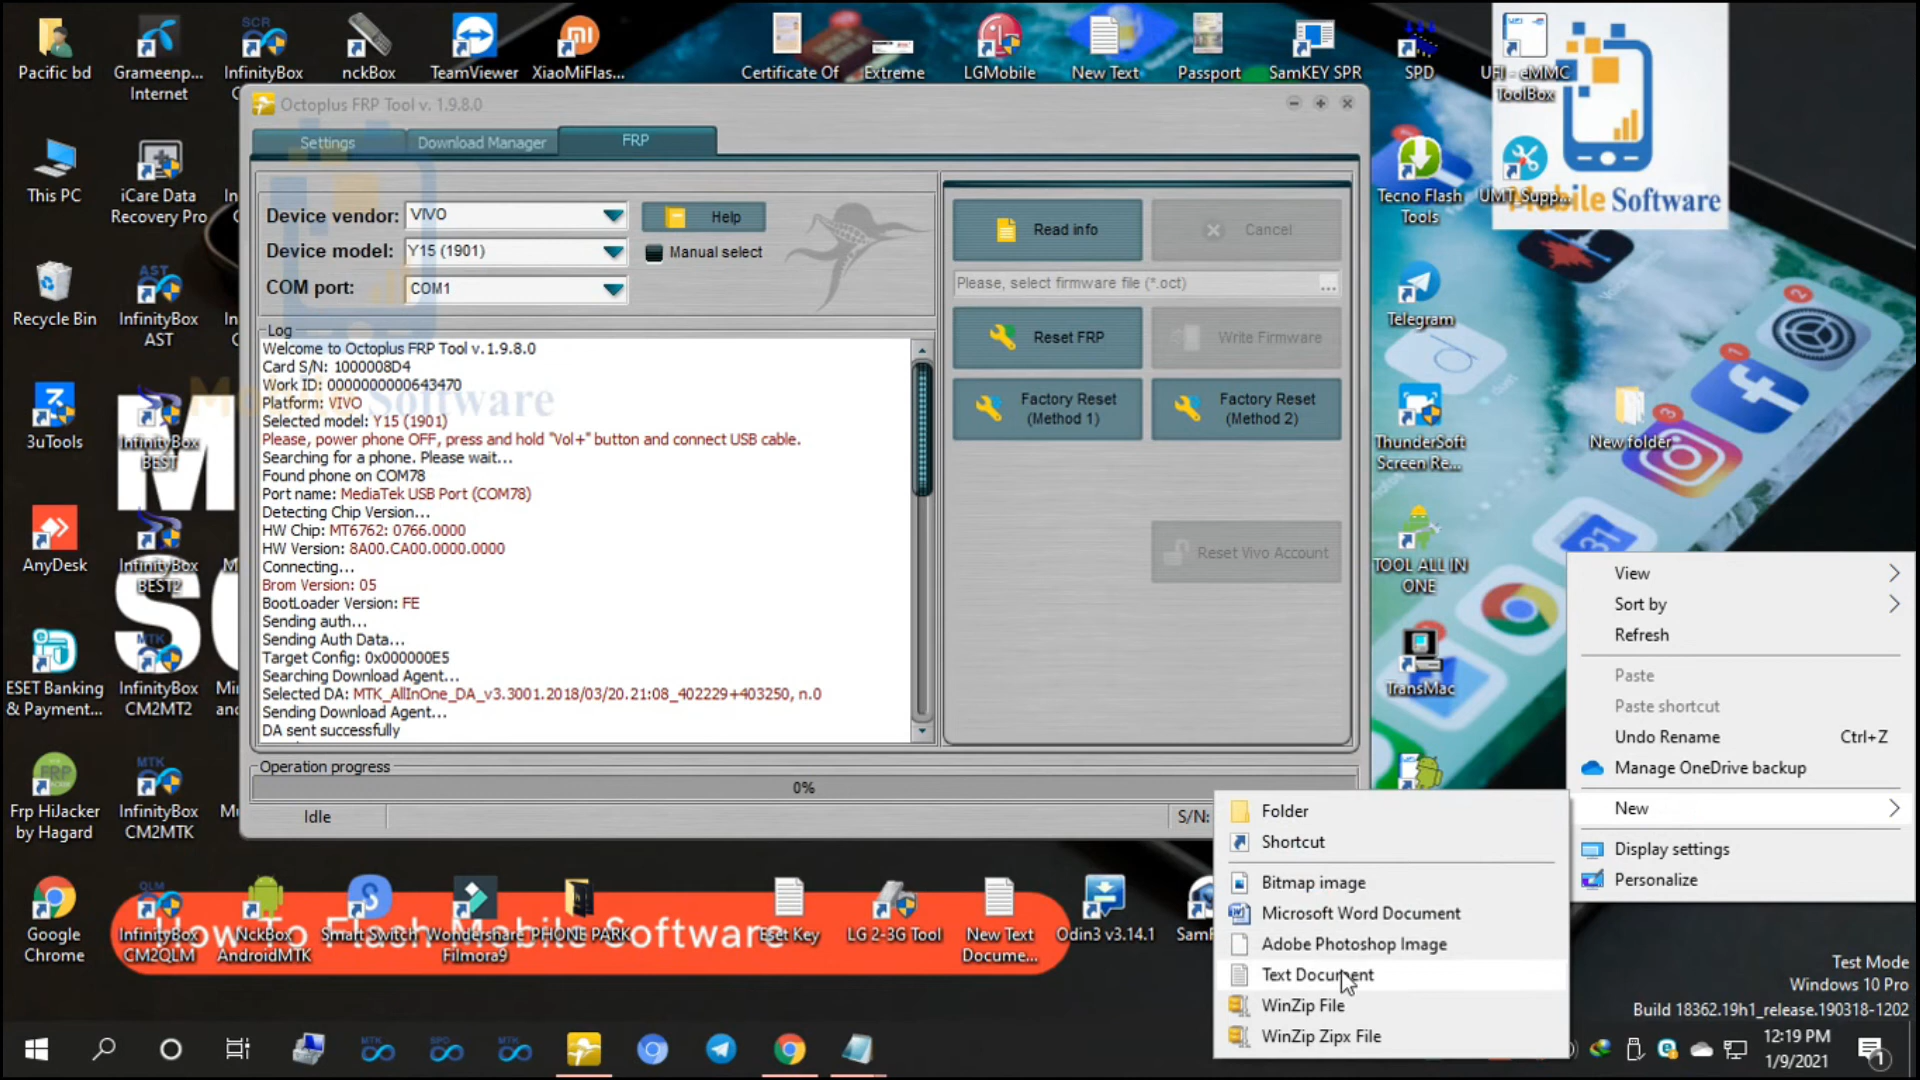 Pacific bd
Grameenp...
Internet
InfinityBox
nckBox
TeamViewer
XiaoMiFlas...
Certificate Of
Extreme
LGMobile
New Text
Passport
SamKEY SPR
SPD
UFI - eMMC
ToolBox
Mobile Software
This PC
iCare Data
Recovery Pro
Recycle Bin
InfinityBox
AST
3uTools
InfinityBox
BEST
AnyDesk
InfinityBox
BEST2
ESET Banking
& Payment...
InfinityBox
CM2MT2
Frp HiJacker
by Hagard
InfinityBox
CM2MTK
Octoplus FRP Tool v. 1.9.8.0
Settings
Download Manager
FRP
Device vendor:
VIVO
Help
Device model:
Y15 (1901)
Manual select
COM port:
COM1
Log
Welcome to Octoplus FRP Tool v.1.9.8.0
Card S/N: 1000008D4
Work ID: 0000000000643470
Platform: VIVO
Selected model: Y15 (1901)
Please, power phone OFF, press and hold "Vol+" button and connect USB cable.
Searching for a phone. Please wait...
Found phone on COM78
Port name: MediaTek USB Port (COM78)
Detecting Chip Version...
HW Chip: MT6762: 0766.0000
HW Version: 8A00.CA00.0000.0000
Connecting...
Brom Version: 05
BootLoader Version: FE
Sending auth...
Sending Auth Data...
Target Config: 0x000000E5
Searching Download Agent...
Selected DA: MTK_AllInOne_DA_v3.3001.2018/03/20.21:08_402229+403250, n.0
Sending Download Agent...
DA sent successfully
Software
Operation progress
0%
Idle
S/N:
Read info
Cancel
Please, select firmware file (*.oct)
...
Reset FRP
Write Firmware
Factory Reset
(Method 1)
Factory Reset
(Method 2)
Reset Vivo Account
Tecno Flash
Tools
UMT Supp...
Telegram
ThunderSoft
Screen Re...
New folder
TOOL ALL IN
ONE
TransMac
View
Sort by
Refresh
Paste
Paste shortcut
Undo Rename Ctrl+Z
Manage OneDrive backup
New
Display settings
Personalize
Folder
Shortcut
Bitmap image
Microsoft Word Document
Adobe Photoshop Image
Text Document
WinZip File
WinZip Zipx File
Google
Chrome
InfinityBox
CM2QLM
NckBox
AndroidMTK
Smart Switch
Wondershare
Filmora9
PHONE PARK
Eset Key
LG 2-3G Tool
New Text
Docume...
Odin3 v3.14.1
How To Flash Mobile Software
Test Mode
Windows 10 Pro
Build 18362.19h1_release.190318-1202
12:19 PM
1/9/2021
1